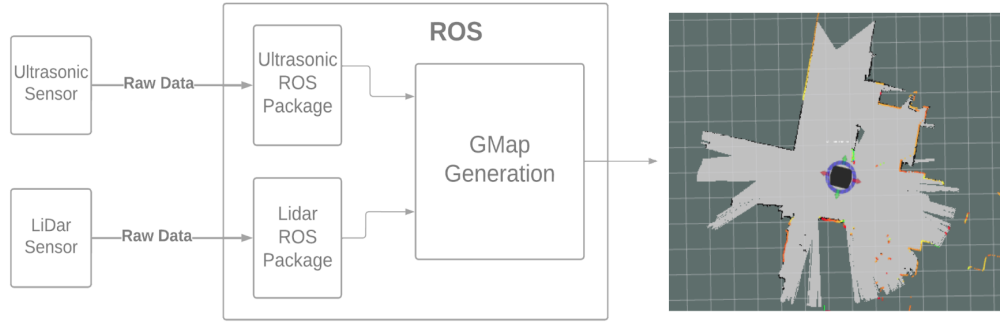 ROS
Ultrasonic
Sensor
Raw Data
Ultrasonic
ROS
Package
GMap
Generation
LiDar
Sensor
Raw Data
Lidar
ROS
Package